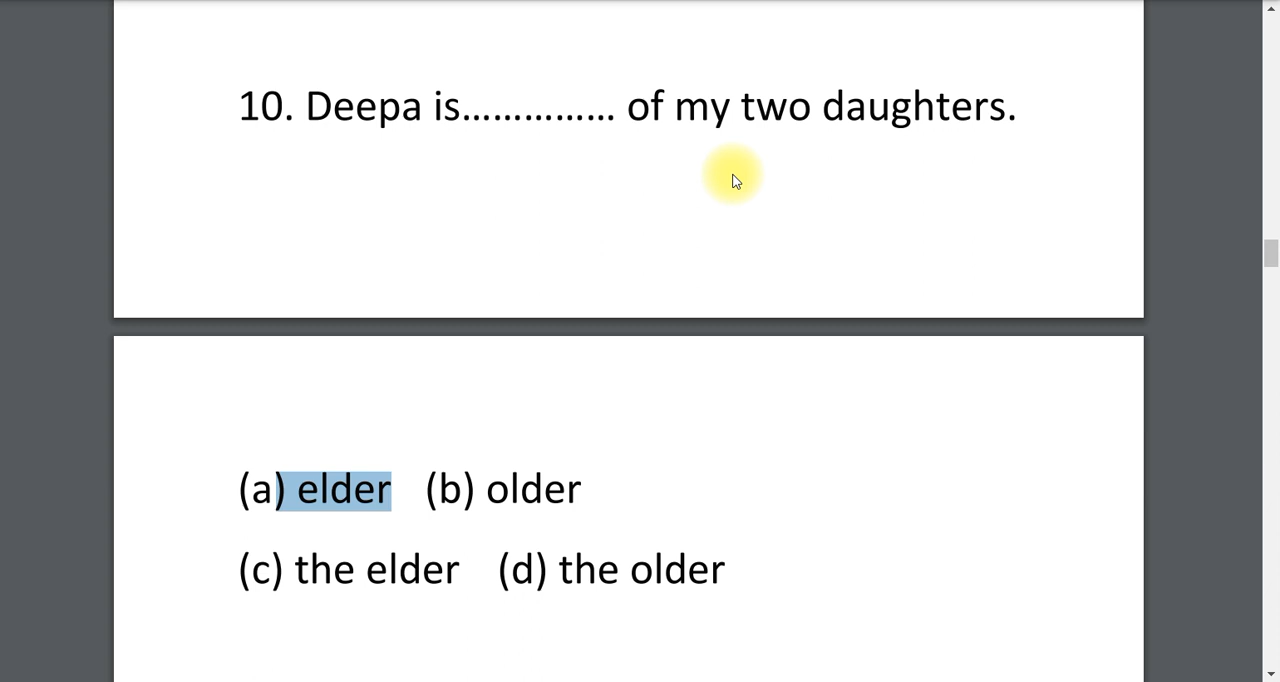 10. Deepa is............... of my two daughters.
(a) elder (b) older
(c) the elder (d) the older